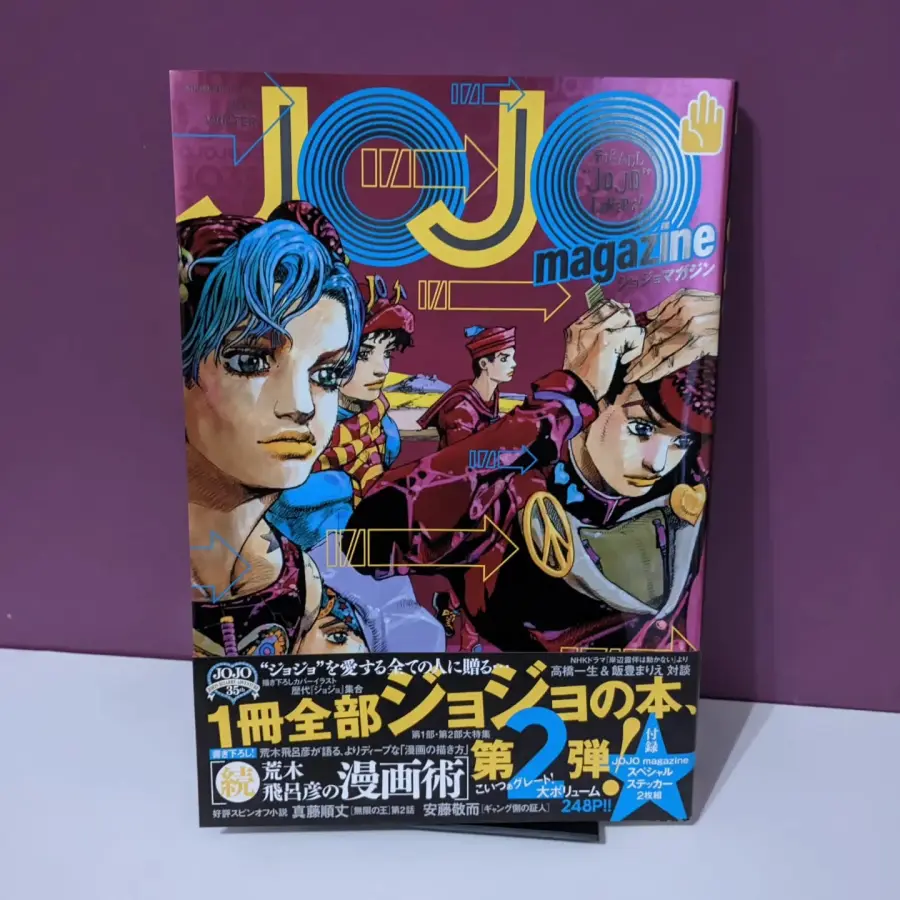 WINTER
JOJO
FOR ALL
"JOJO"
Lovers!
magazine
ジョジョマガジン
JOJO
35th
"ジョジョ"を愛する全ての人に贈る…
NHKドラマ「岸辺露伴は動かない」より
高橋一生 & 飯豊まりえ 対談
描き下ろしカバーイラスト
歴代「ジョジョ」集合
1冊全部ジョジョの本、
第1部・第2部大特集
第2弾!
書き下ろし! 荒木飛呂彦が語る、よりディープな「漫画の描き方」
続 荒木飛呂彦の漫画術
こいつぁグレート!
大ボリューム
248P!!
付録
JOJO magazine
スペシャル
ステッカー
2枚組
好評スピンオフ小説 真藤順丈[無限の王]第2話 安藤敬而[ギャング側の証人]